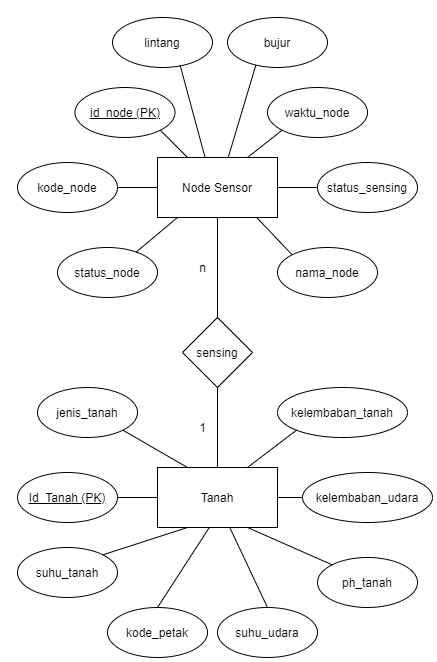 lintang
bujur
id_node (PK)
waktu_node
kode_node
Node Sensor
status_sensing
status_node
nama_node
n
sensing
jenis_tanah
kelembaban_tanah
1
Id_Tanah (PK)
Tanah
kelembaban_udara
suhu_tanah
ph_tanah
kode_petak
suhu_udara